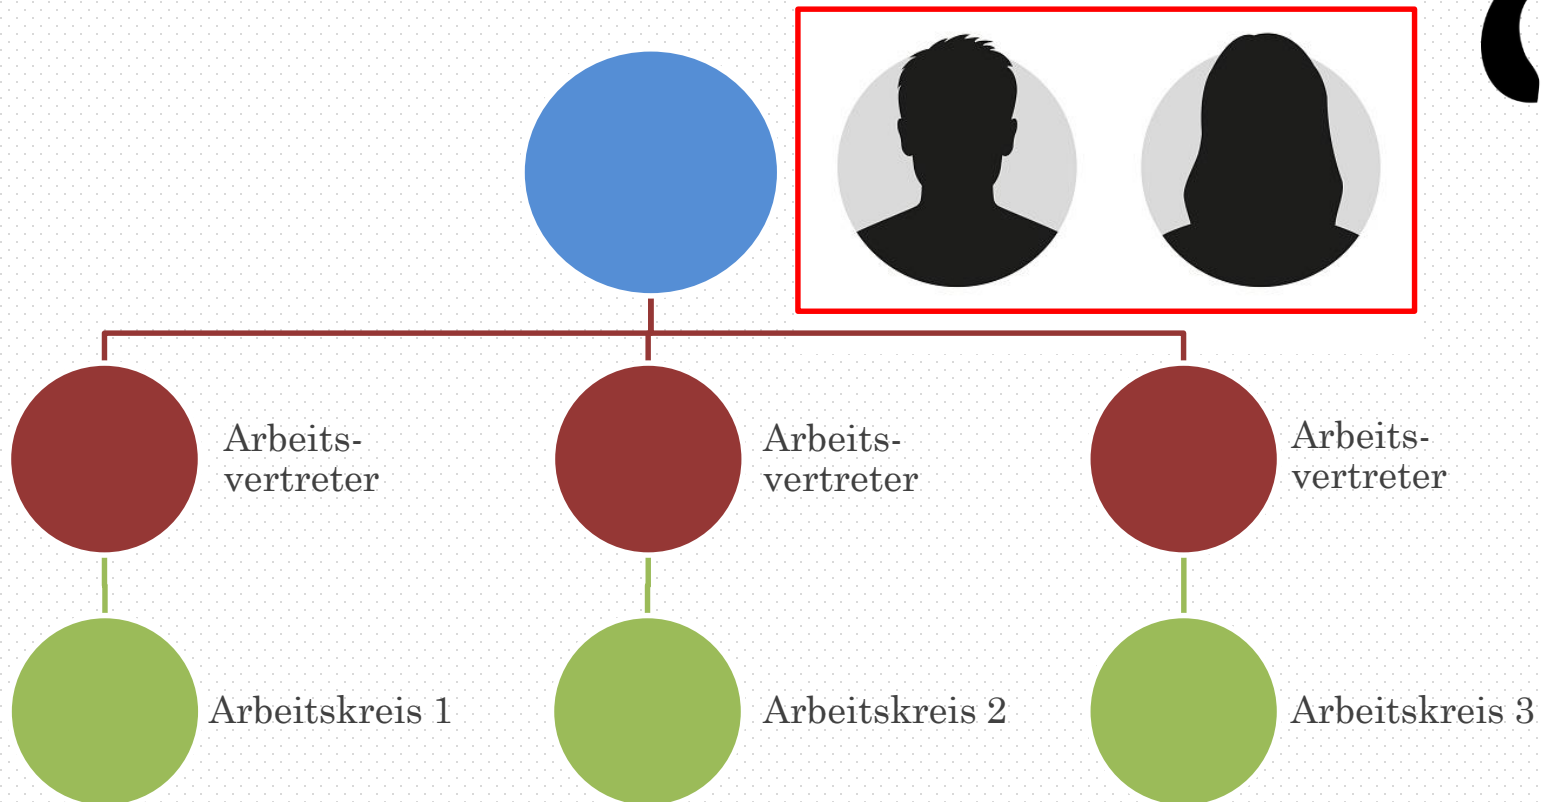 Arbeits-
vertreter
Arbeits-
vertreter
Arbeits-
vertreter
Arbeitskreis 1
Arbeitskreis 2
Arbeitskreis 3